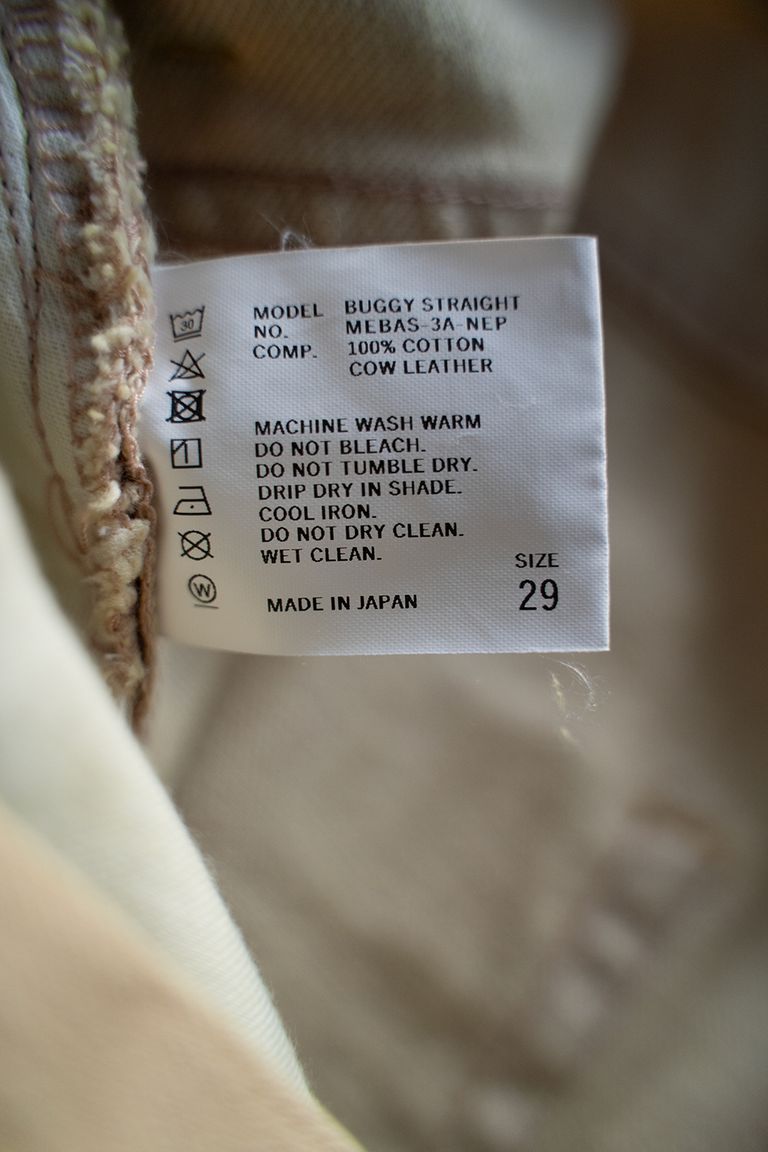 MODEL BUGGY STRAIGHT
NO. MEBAS-3A-NEP
COMP. 100% COTTON
COW LEATHER
30
MACHINE WASH WARM
DO NOT BLEACH.
DO NOT TUMBLE DRY.
DRIP DRY IN SHADE.
COOL IRON.
DO NOT DRY CLEAN.
WET CLEAN.
W
MADE IN JAPAN
SIZE
29